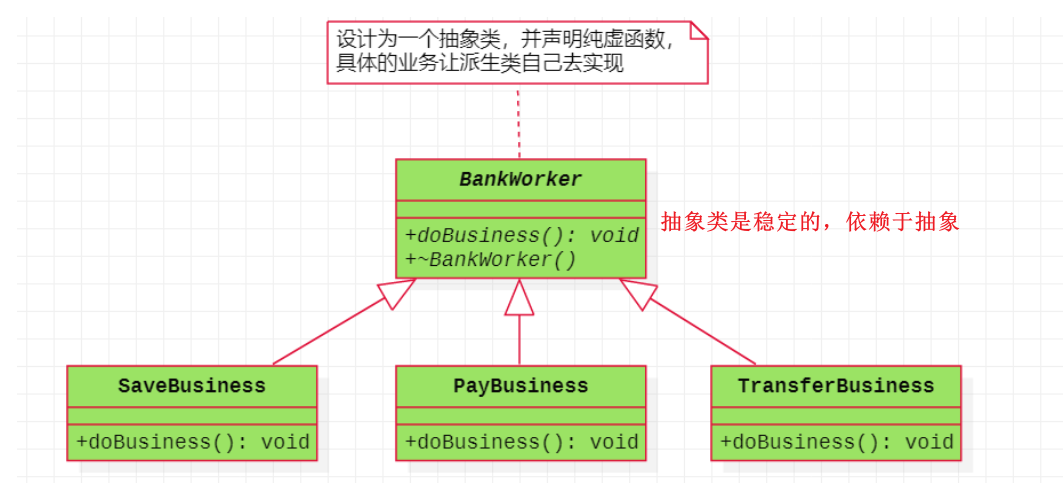 设计为一个抽象类，并声明纯虚函数，
具体的业务让派生类自己去实现
BankWorker
+doBusiness(): void
+~BankWorker()
抽象类是稳定的，依赖于抽象
SaveBusiness
+doBusiness(): void
PayBusiness
+doBusiness(): void
TransferBusiness
+doBusiness(): void